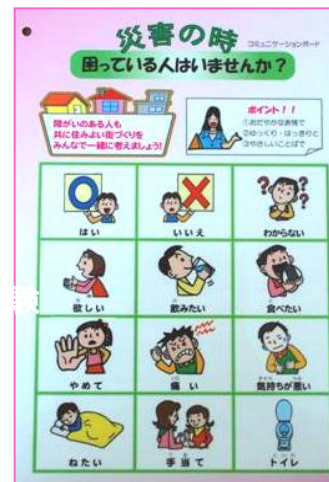 災害の時
コミュニケーションボード
困っている人はいませんか？
障がいのある人も
共に住みよい街づくりを
みんなで一緒に考えましょう!
ポイント！！
①おだやかな表情で
②ゆっくり・はっきりと
③やさしいことばで
はい
いいえ
わからない
欲しい
飲みたい
食べたい
やめて
痛い
気持ちが悪い
ねたい
手当て
トイレ